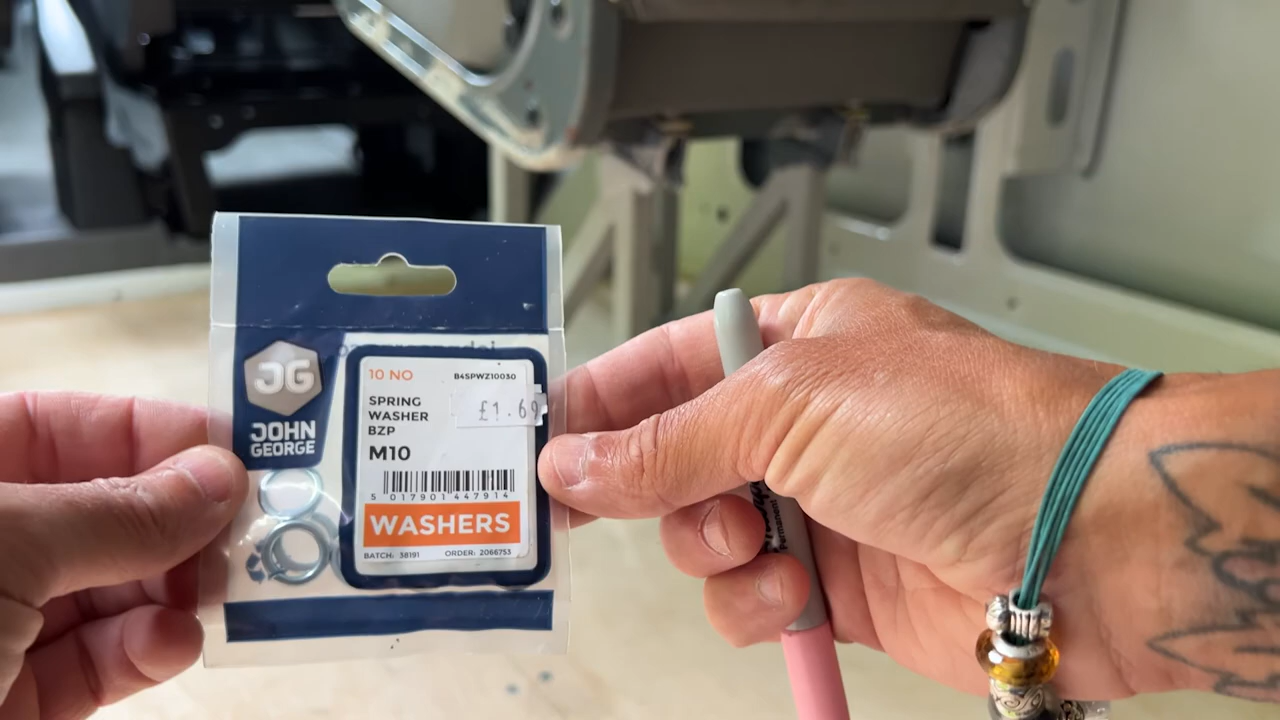 JG
JOHN
GEORGE
10 NO
B4SPWZ10030
SPRING
WASHER
BZP
£1.69
M10
5 017901 447914
WASHERS
BATCH: 38191 ORDER: 2066753
Permanent